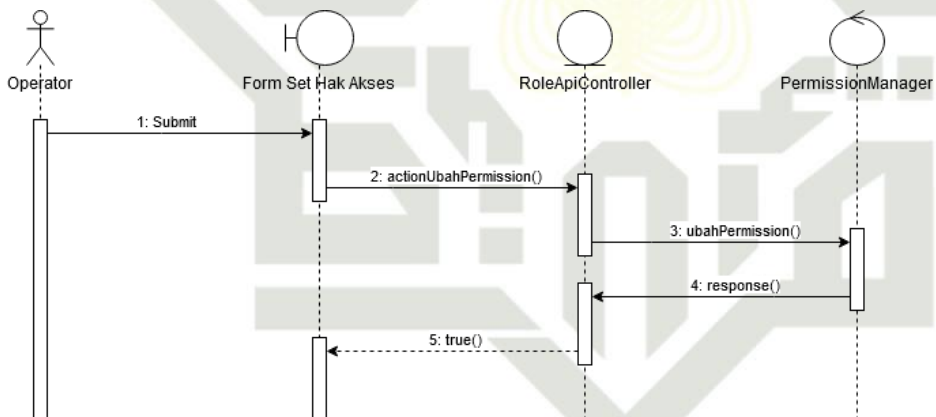 Operator
Form Set Hak Akses
RoleApiController
PermissionManager
1: Submit
2: actionUbahPermission()
3: ubahPermission()
4: response()
5: true()